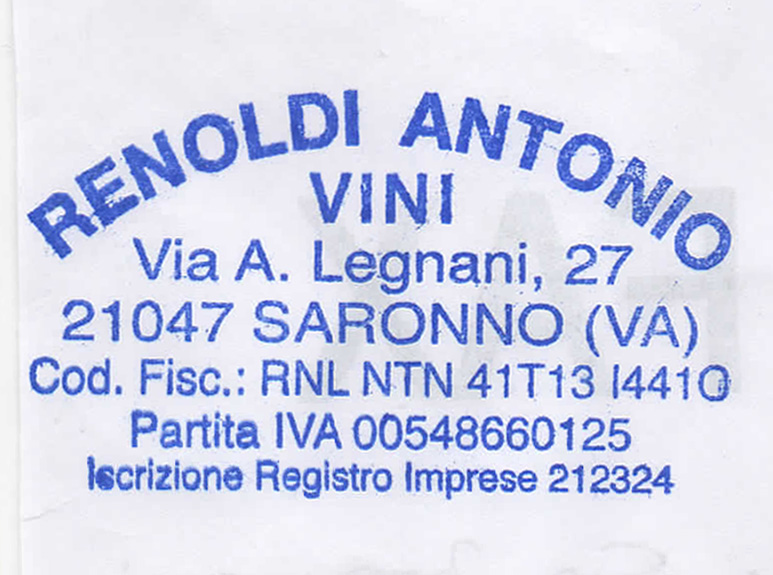 RENOLDI ANTONIO
VINI
Via A. Legnani, 27
21047 SARONNO (VA)
Cod. Fisc.: RNL NTN 41T13 I441O
Partita IVA 00548660125
Iscrizione Registro Imprese 212324